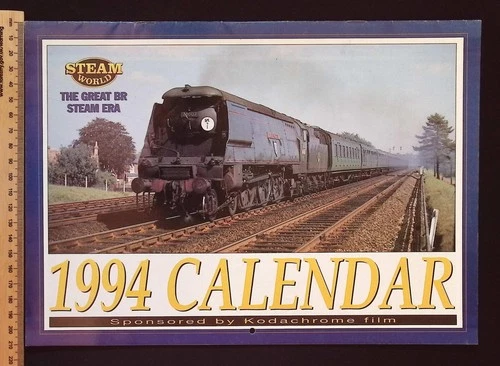 STEAM
WORLD
THE GREAT BR
STEAM ERA
1994 CALENDAR
Sponsored by Kodachrome film